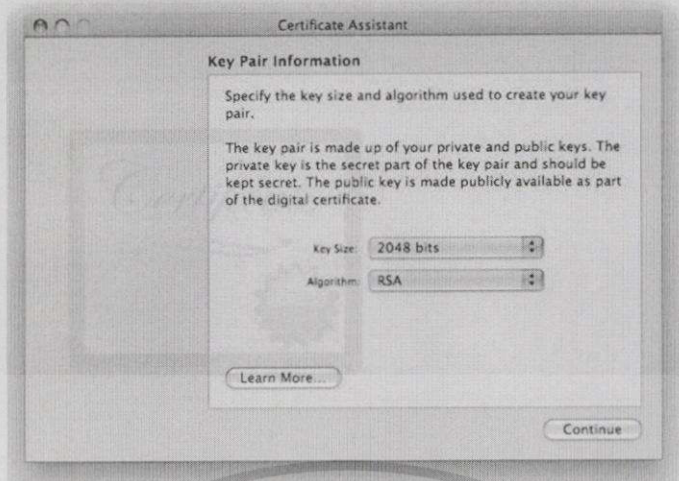 Certificate Assistant
Key Pair Information
Specify the key size and algorithm used to create your key
pair.
The key pair is made up of your private and public keys. The
private key is the secret part of the key pair and should be
kept secret. The public key is made publicly available as part
of the digital certificate.
Key Size: 2048 bits
Algorithm: RSA
Learn More...
Continue